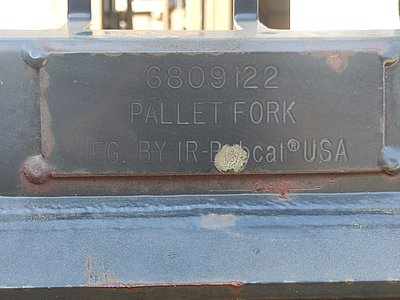 6809122
PALLET FORK
MFG. BY IR-Bobcat® USA